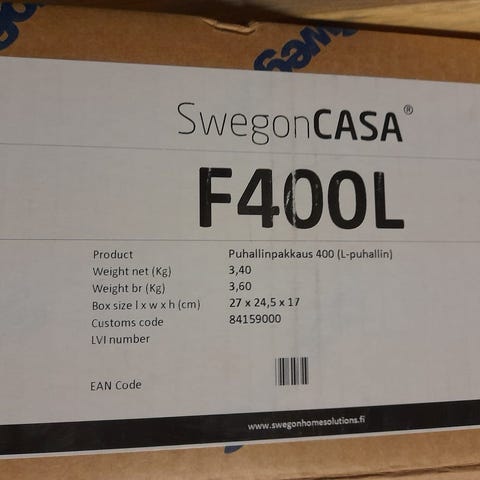 SwegonCASA®
F400L
Product Puhallinpakkaus 400 (L-puhallin)
Weight net (Kg) 3,40
Weight br (Kg) 3,60
Box size l x w x h (cm) 27 x 24,5 x 17
Customs code 84159000
LVI number
EAN Code
www.swegonhomesolutions.fi